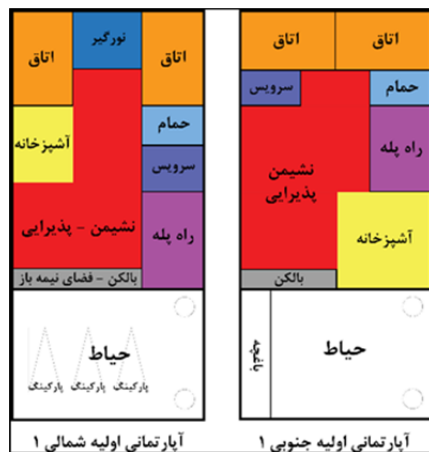 اتاق
اتاق
سرویس
حمام
نشیمن
پذیرایی
راه پله
آشپزخانه
بالکن
باغچه
حیاط
آپارتمانی اولیه جنوبی ۱
اتاق
نورگیر
اتاق
آشپزخانه
حمام
سرویس
نشیمن - پذیرایی
راه پله
بالکن - فضای نیمه باز
حیاط
پارکینگ پارکینگ پارکینگ
آپارتمانی اولیه شمالی ۱